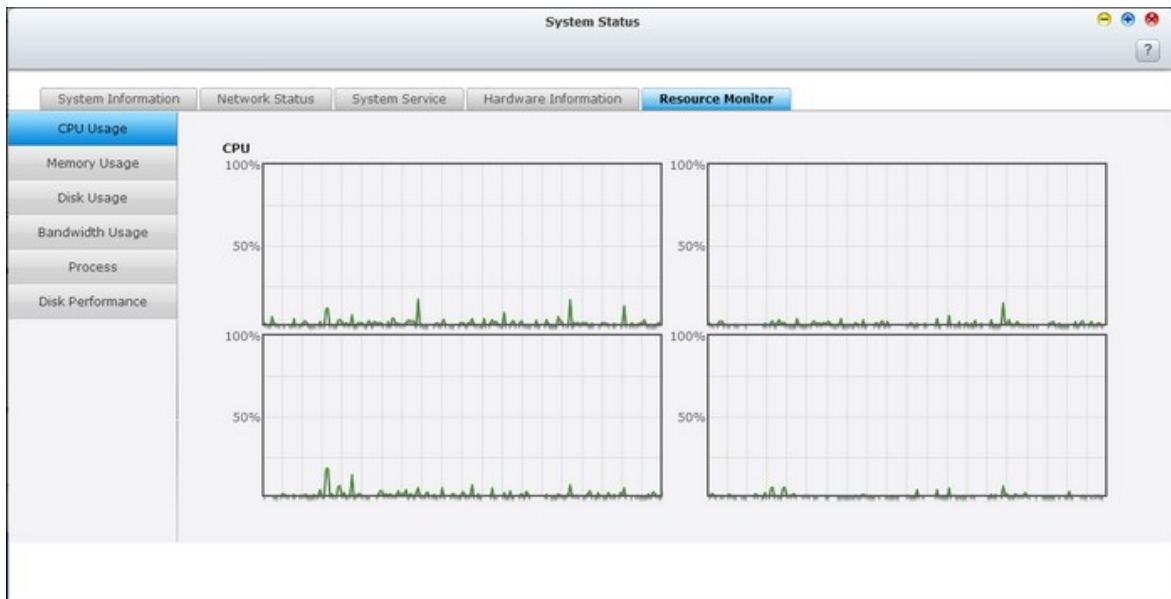 System Status
?
System Information Network Status System Service Hardware Information Resource Monitor
CPU Usage
Memory Usage
Disk Usage
Bandwidth Usage
Process
Disk Performance
CPU
100% 100%
50% 50%
100% 100%
50% 50%